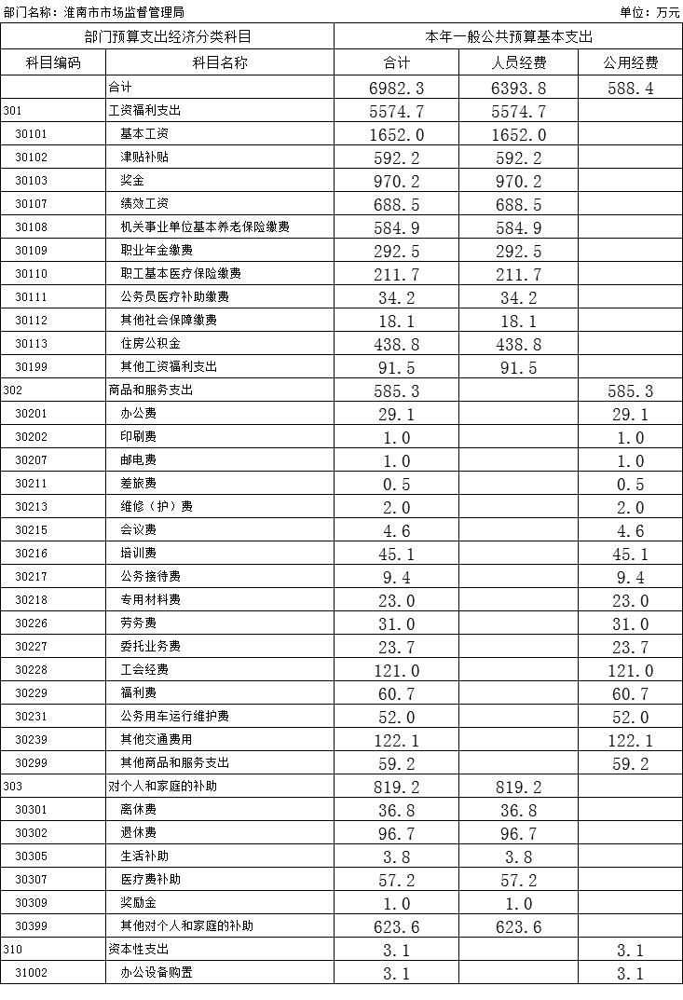 部门名称：淮南市市场监督管理局 单位：万元
部门预算支出经济分类科目 本年一般公共预算基本支出
科目编码 科目名称 合计 人员经费 公用经费
合计 6982.3 6393.8 588.4
301 工资福利支出 5574.7 5574.7
30101 基本工资 1652.0 1652.0
30102 津贴补贴 592.2 592.2
30103 奖金 970.2 970.2
30107 绩效工资 688.5 688.5
30108 机关事业单位基本养老保险缴费 584.9 584.9
30109 职业年金缴费 292.5 292.5
30110 职工基本医疗保险缴费 211.7 211.7
30111 公务员医疗补助缴费 34.2 34.2
30112 其他社会保障缴费 18.1 18.1
30113 住房公积金 438.8 438.8
30199 其他工资福利支出 91.5 91.5
302 商品和服务支出 585.3 585.3
30201 办公费 29.1 29.1
30202 印刷费 1.0 1.0
30207 邮电费 1.0 1.0
30211 差旅费 0.5 0.5
30213 维修（护）费 2.0 2.0
30215 会议费 4.6 4.6
30216 培训费 45.1 45.1
30217 公务接待费 9.4 9.4
30218 专用材料费 23.0 23.0
30226 劳务费 31.0 31.0
30227 委托业务费 23.7 23.7
30228 工会经费 121.0 121.0
30229 福利费 60.7 60.7
30231 公务用车运行维护费 52.0 52.0
30239 其他交通费用 122.1 122.1
30299 其他商品和服务支出 59.2 59.2
303 对个人和家庭的补助 819.2 819.2
30301 离休费 36.8 36.8
30302 退休费 96.7 96.7
30305 生活补助 3.8 3.8
30307 医疗费补助 57.2 57.2
30309 奖励金 1.0 1.0
30399 其他对个人和家庭的补助 623.6 623.6
310 资本性支出 3.1 3.1
31002 办公设备购置 3.1 3.1